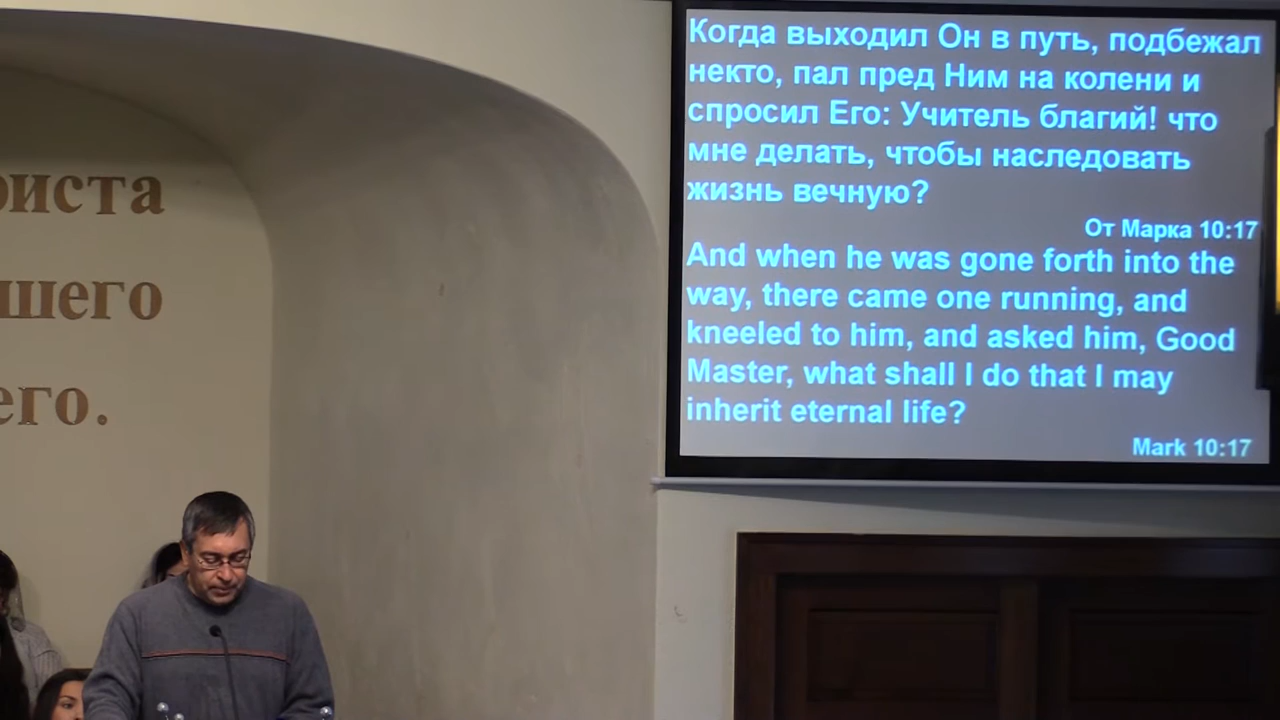 шего
его.
Когда выходил Он в путь, подбежал
некто, пал пред Ним на колени и
спросил Его: Учитель благий! что
мне делать, чтобы наследовать
жизнь вечную?
От Марка 10:17
And when he was gone forth into the
way, there came one running, and
kneeled to him, and asked him, Good
Master, what shall I do that I may
inherit eternal life?
Mark 10:17